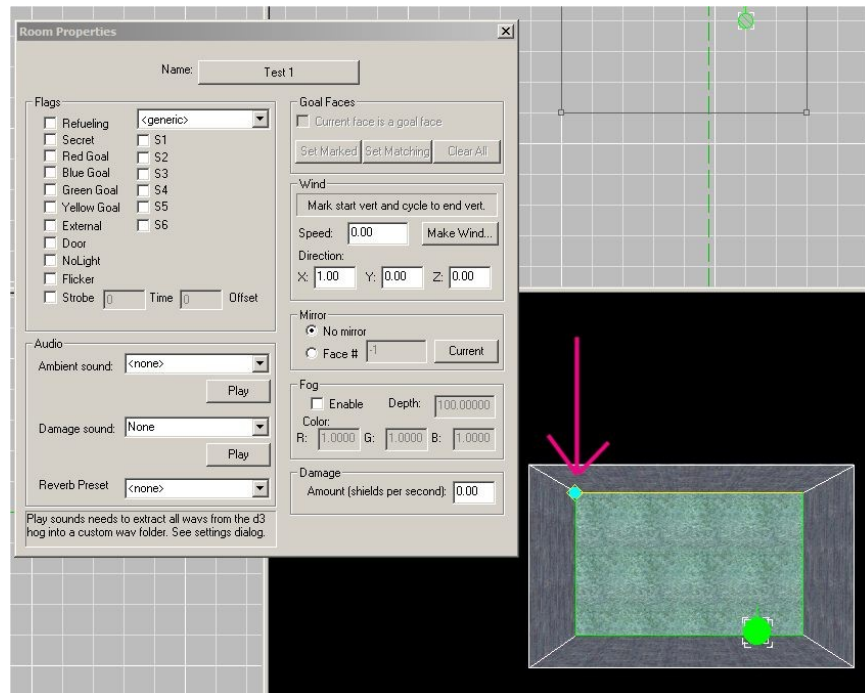 Room Properties
Name: Test 1
Flags
Refueling <generic>
Secret S1
Red Goal S2
Blue Goal S3
Green Goal S4
Yellow Goal S5
External S6
Door
NoLight
Flicker
Strobe 0 Time 0 Offset
Audio
Ambient sound: <none>
Play
Damage sound: None
Play
Reverb Preset <none>
Play sounds needs to extract all wavs from the d3
hog into a custom wav folder. See settings dialog.
Goal Faces
Current face is a goal face
Set Marked Set Matching Clear All
Wind
Mark start vert and cycle to end vert.
Speed: 0.00 Make Wind...
Direction:
X: 1.00 Y: 0.00 Z: 0.00
Mirror
No mirror
Face # -1 Current
Fog
Enable Depth: 100.00000
Color:
R: 1.0000 G: 1.0000 B: 1.0000
Damage
Amount (shields per second): 0.00